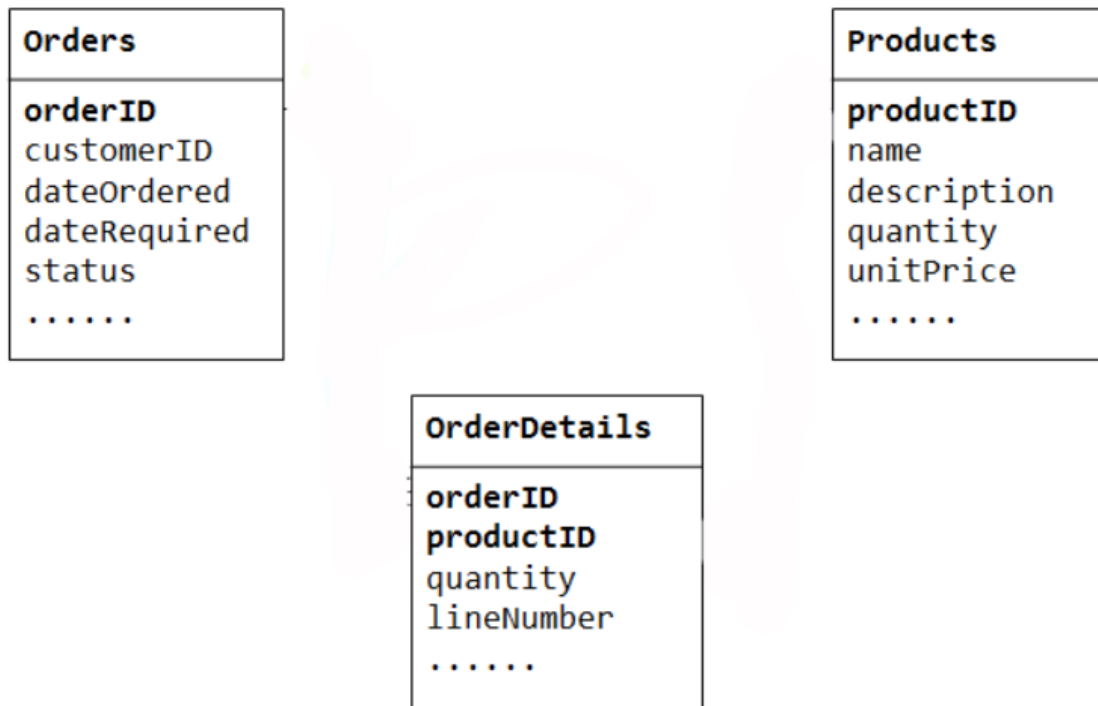 Orders
orderID
customerID
dateOrdered
dateRequired
status
......
Products
productID
name
description
quantity
unitPrice
......
OrderDetails
orderID
productID
quantity
lineNumber
......